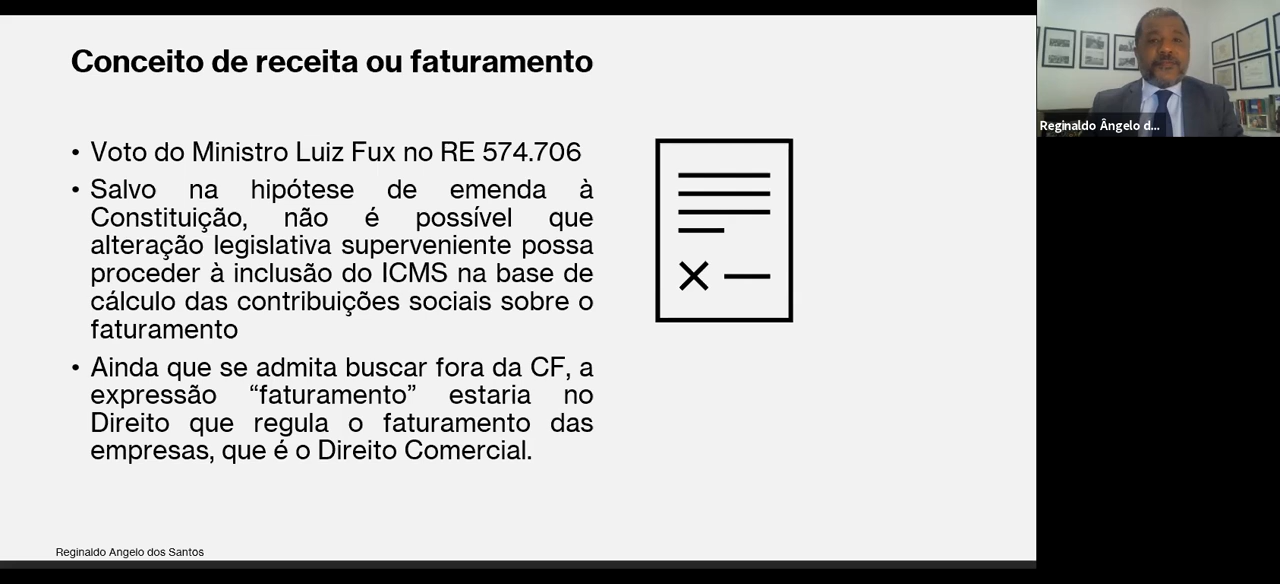 Conceito de receita ou faturamento
• Voto do Ministro Luiz Fux no RE 574.706
• Salvo na hipótese de emenda à
Constituição, não é possível que
alteração legislativa superveniente possa
proceder à inclusão do ICMS na base de
cálculo das contribuições sociais sobre o
faturamento
• Ainda que se admita buscar fora da CF, a
expressão “faturamento” estaria no
Direito que regula o faturamento das
empresas, que é o Direito Comercial.
Reginaldo Angelo dos Santos
Reginaldo Ângelo d...